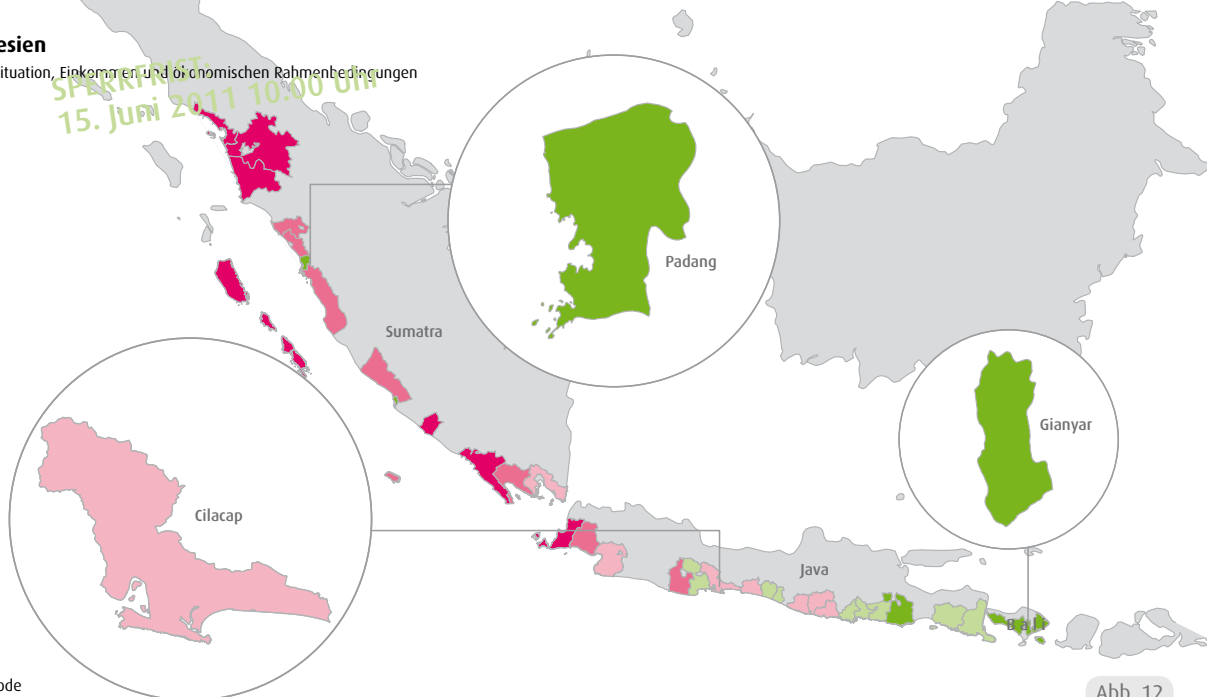 esien
ituation, Einkommen und ökonomischen Rahmenbedingungen
SPERRFRIST:
15. Juni 2011 10.00 Uhr
Padang
Sumatra
Gianyar
Cilacap
Java
Bali
ode
Abb. 12